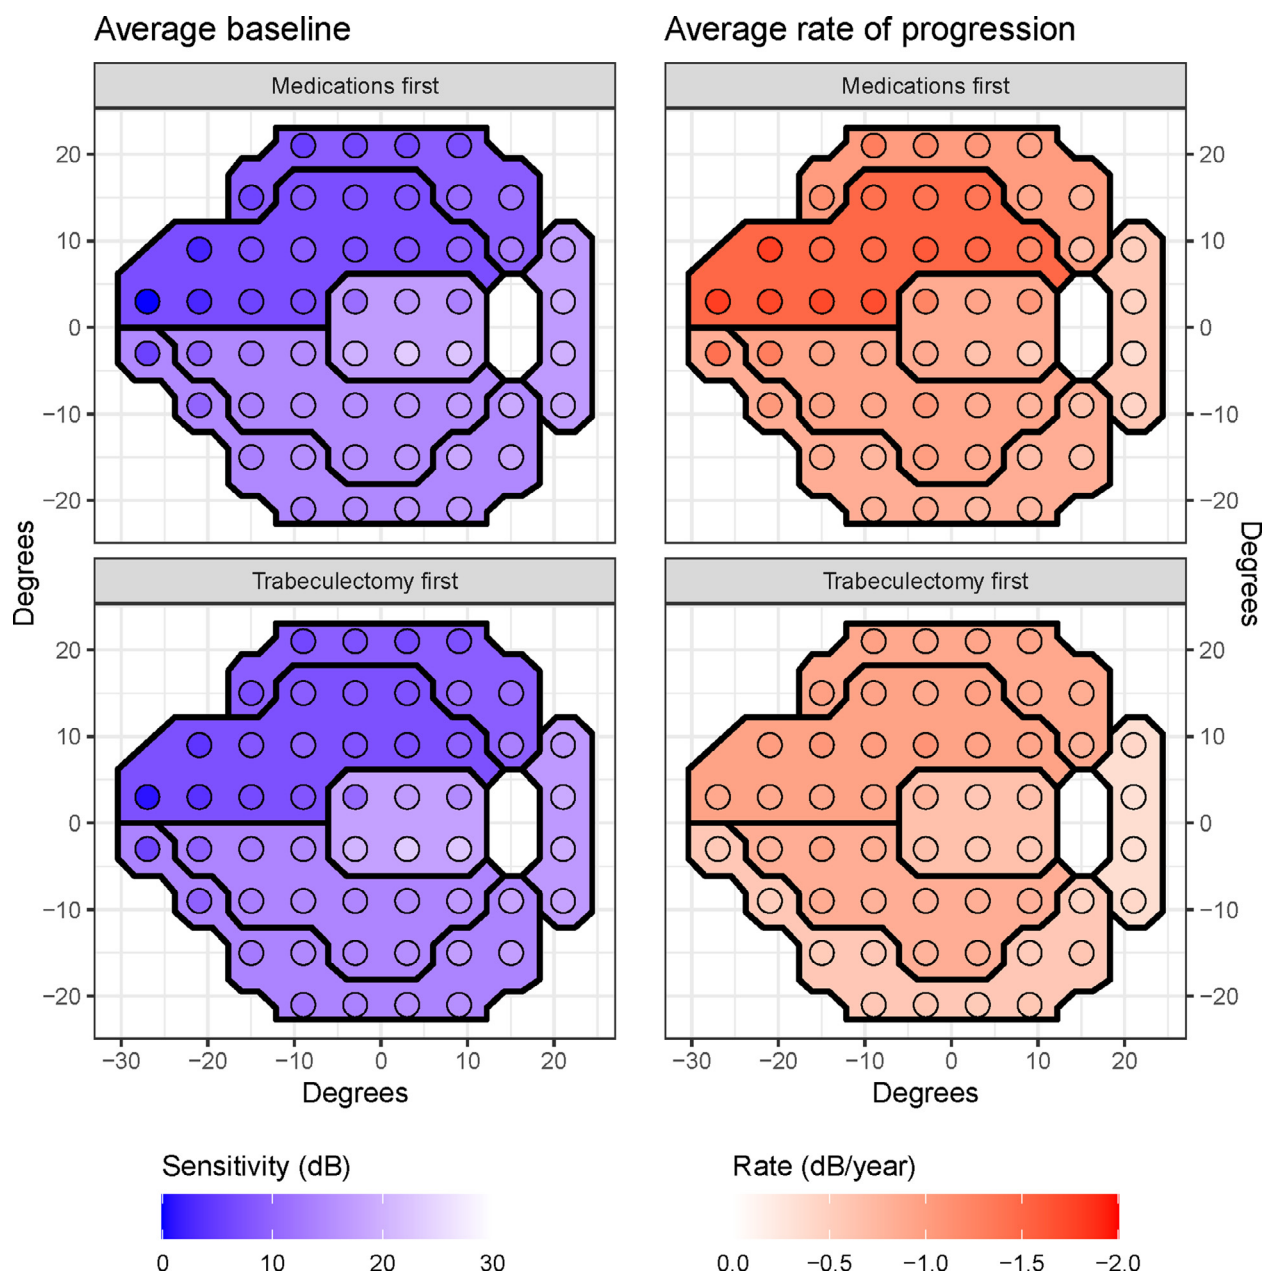 Average baseline
Average rate of progression
Medications first
Medications first
20
10
0
−10
−20
20
10
0
−10
−20
Degrees
Degrees
Trabeculectomy first
Trabeculectomy first
20
10
0
−10
−20
20
10
0
−10
−20
−30 −20 −10 0 10 20
−30 −20 −10 0 10 20
Degrees
Degrees
Sensitivity (dB)
0 10 20 30
Rate (dB/year)
0.0 −0.5 −1.0 −1.5 −2.0